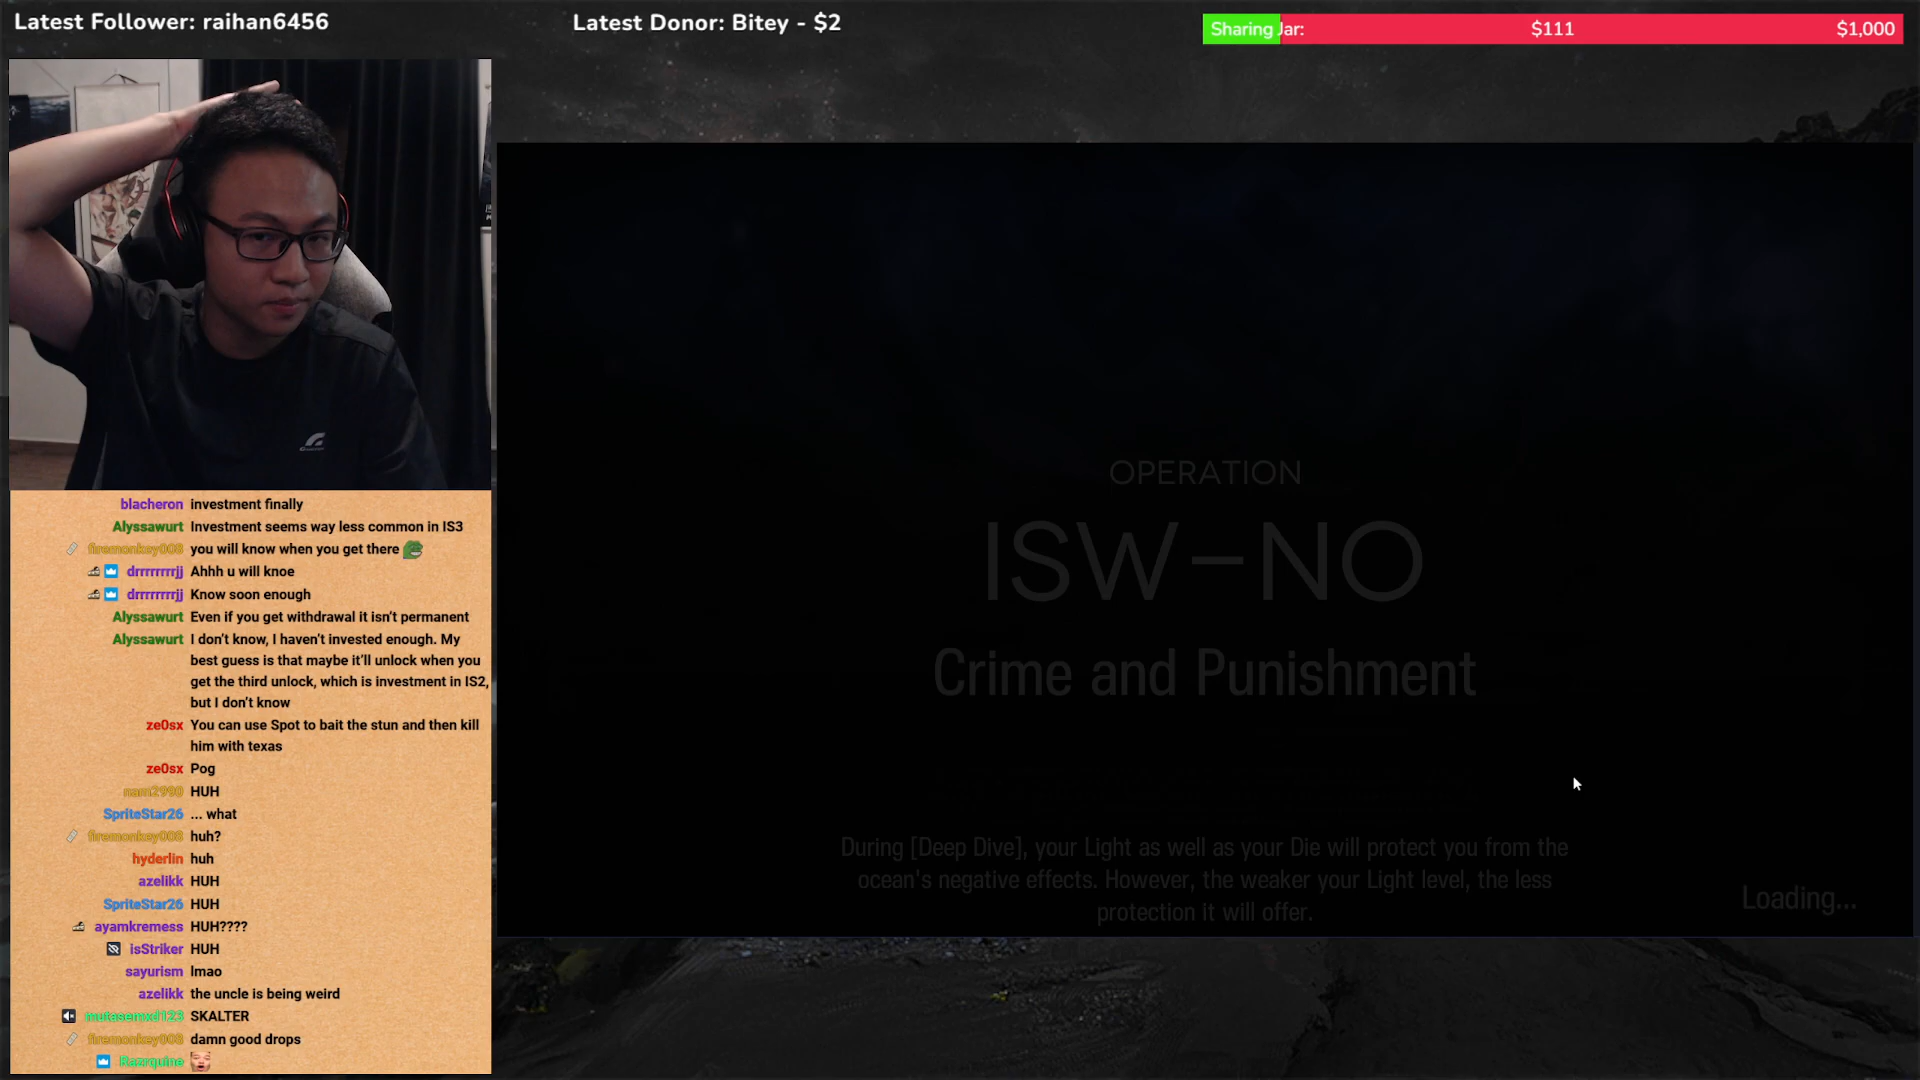 Latest Follower: raihan6456
Latest Donor: Bitey - $2
Sharing Jar: $111 $1,000
OPERATION
ISW-NO
Crime and Punishment
During [Deep Dive], your Light as well as your Die will protect you from the
ocean's negative effects. However, the weaker your Light level, the less
protection it will offer.
Loading...
blacheron investment finally
Alyssawurt Investment seems way less common in IS3
firemonkey008 you will know when you get there
drrrrrrrrjj Ahhh u will knoe
drrrrrrrrjj Know soon enough
Alyssawurt Even if you get withdrawal it isn't permanent
Alyssawurt I don't know, I haven't invested enough. My
best guess is that maybe it'll unlock when you
get the third unlock, which is investment in IS2,
but I don't know
ze0sx You can use Spot to bait the stun and then kill
him with texas
ze0sx Pog
nam2990 HUH
SpriteStar26 ... what
firemonkey008 huh?
hyderlin huh
azelikk HUH
SpriteStar26 HUH
ayamkremess HUH????
isStriker HUH
sayurism lmao
azelikk the uncle is being weird
mutasemxd123 SKALTER
firemonkey008 damn good drops
Razrquine